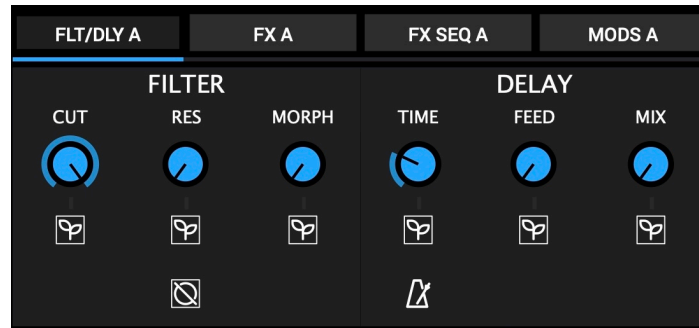 FLT/DLY A FX A FX SEQ A MODS A
FILTER DELAY
CUT RES MORPH TIME FEED MIX